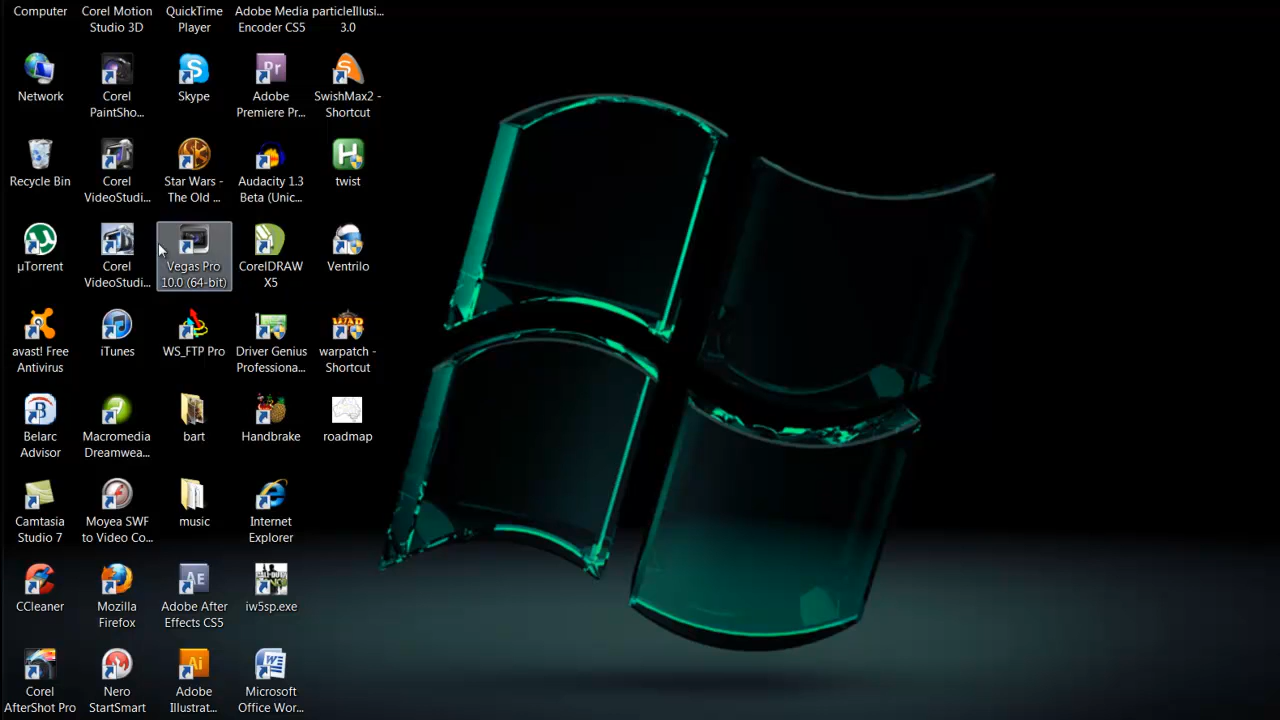 Computer
Corel Motion
Studio 3D
QuickTime
Player
Adobe Media
Encoder CS5
particleIllusi...
3.0
Network
Corel
PaintSho...
Skype
Adobe
Premiere Pr...
SwishMax2 -
Shortcut
Recycle Bin
Corel
VideoStudi...
Star Wars -
The Old ...
Audacity 1.3
Beta (Unic...
twist
µTorrent
Corel
VideoStudi...
Vegas Pro
10.0 (64-bit)
CorelDRAW
X5
Ventrilo
avast! Free
Antivirus
iTunes
WS_FTP Pro
Driver Genius
Professiona...
warpatch -
Shortcut
Belarc
Advisor
Macromedia
Dreamwea...
bart
Handbrake
roadmap
Camtasia
Studio 7
Moyea SWF
to Video Co...
music
Internet
Explorer
CCleaner
Mozilla
Firefox
Adobe After
Effects CS5
iw5sp.exe
Corel
AfterShot Pro
Nero
StartSmart
Adobe
Illustrat...
Microsoft
Office Wor...